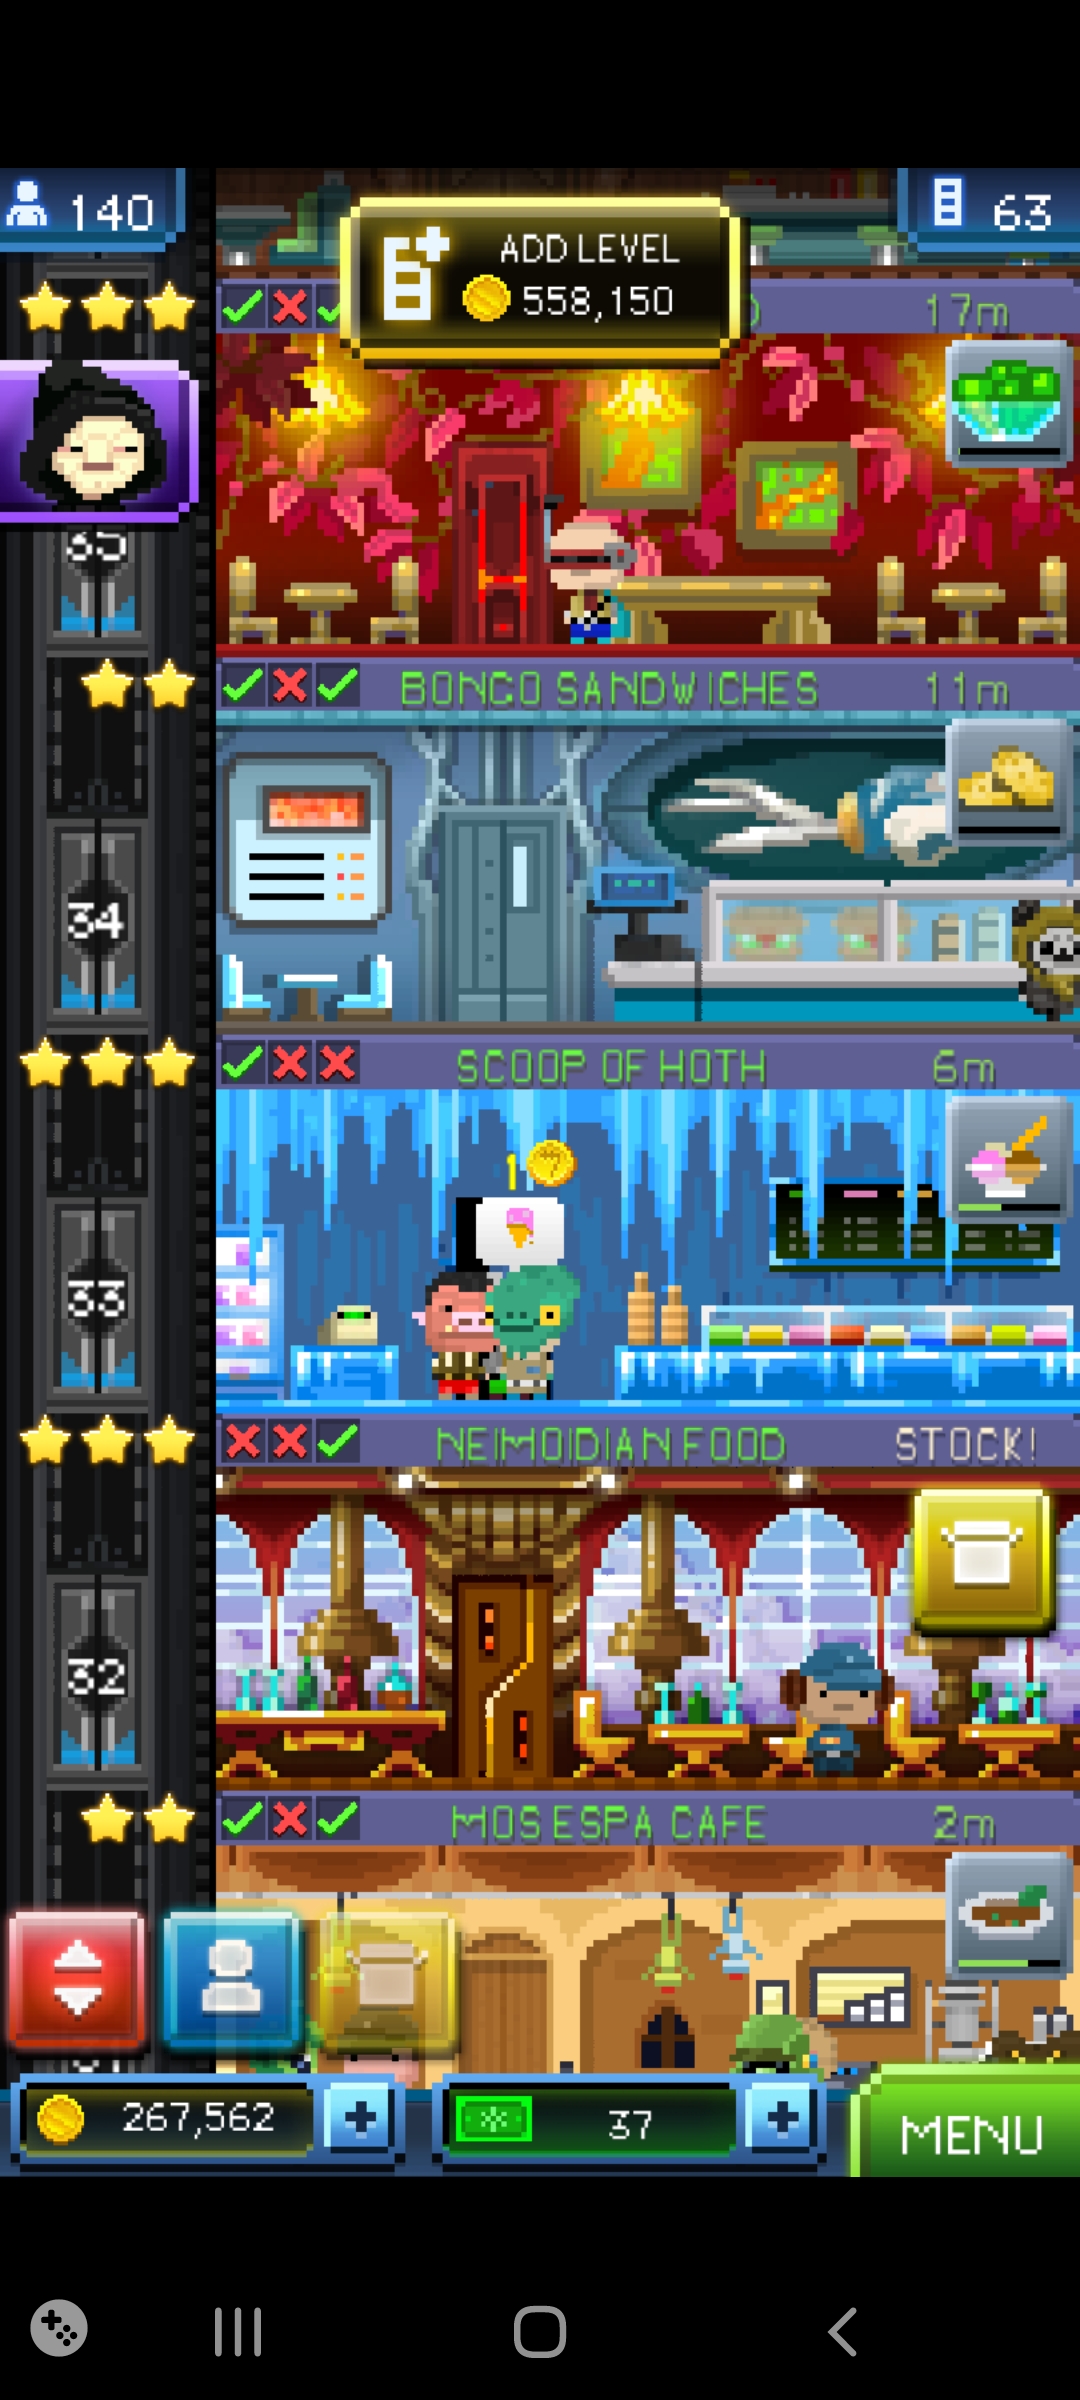 140
63
ADD LEVEL
558,150
17m
35
BONGO SANDWICHES
11m
34
SCOOP OF HOTH
6m
1
33
NEIMOIDIAN FOOD
STOCK!
32
MOS ESPA CAFE
2m
267,562
37
MENU